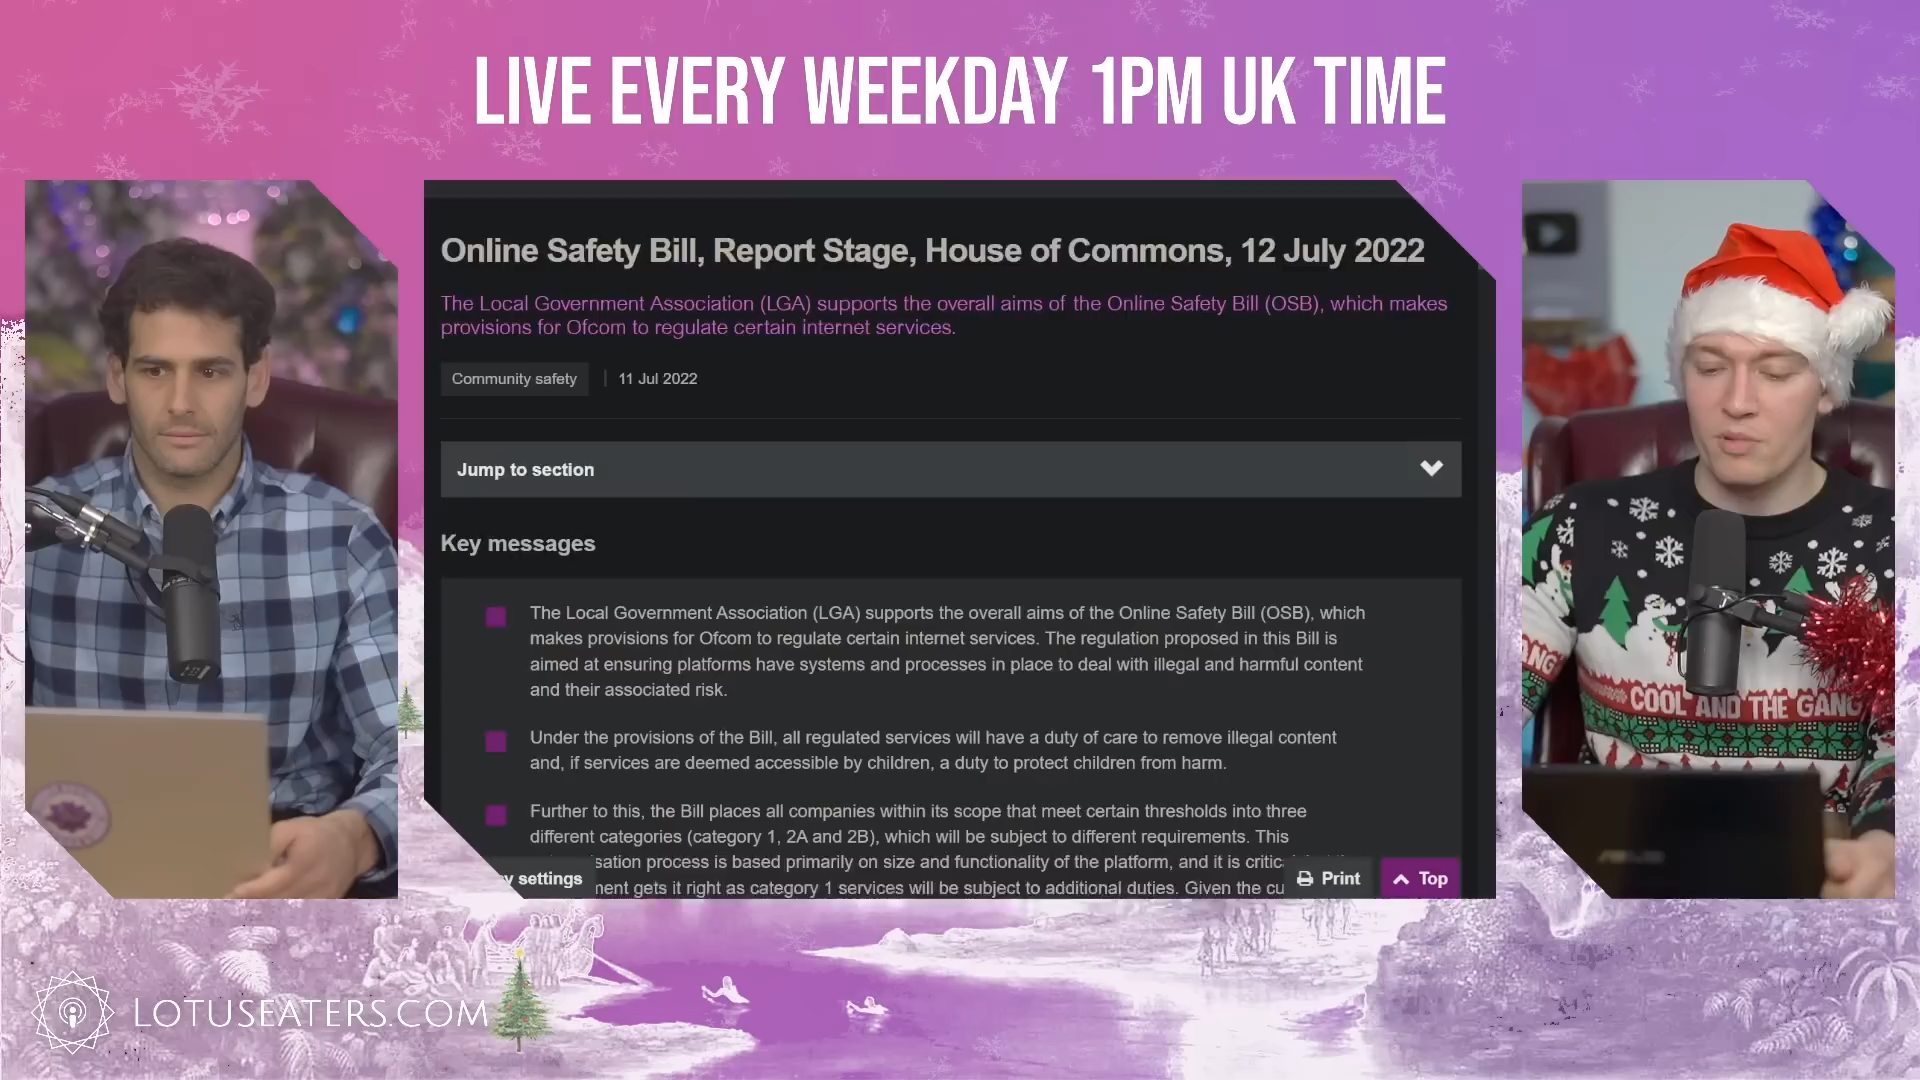 LIVE EVERY WEEKDAY 1PM UK TIME
Online Safety Bill, Report Stage, House of Commons, 12 July 2022
The Local Government Association (LGA) supports the overall aims of the Online Safety Bill (OSB), which makes
provisions for Ofcom to regulate certain internet services.
Community safety | 11 Jul 2022
Jump to section
Key messages
The Local Government Association (LGA) supports the overall aims of the Online Safety Bill (OSB), which
makes provisions for Ofcom to regulate certain internet services. The regulation proposed in this Bill is
aimed at ensuring platforms have systems and processes in place to deal with illegal and harmful content
and their associated risk.
Under the provisions of the Bill, all regulated services will have a duty of care to remove illegal content
and, if services are deemed accessible by children, a duty to protect children from harm.
Further to this, the Bill places all companies within its scope that meet certain thresholds into three
different categories (category 1, 2A and 2B), which will be subject to different requirements. This
process is based primarily on size and functionality of the platform, and it is
gets it right as category 1 services will be subject to additional duties. Given the
settings
Print
Top
COOL AND THE GANG
LOTUSEATERS.COM